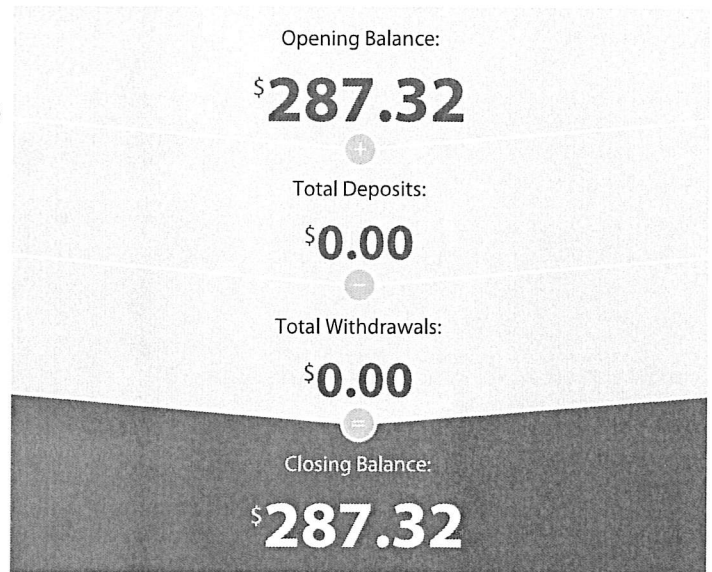 Opening Balance:
$287.32
+
Total Deposits:
$0.00
−
Total Withdrawals:
$0.00
=
Closing Balance:
$287.32